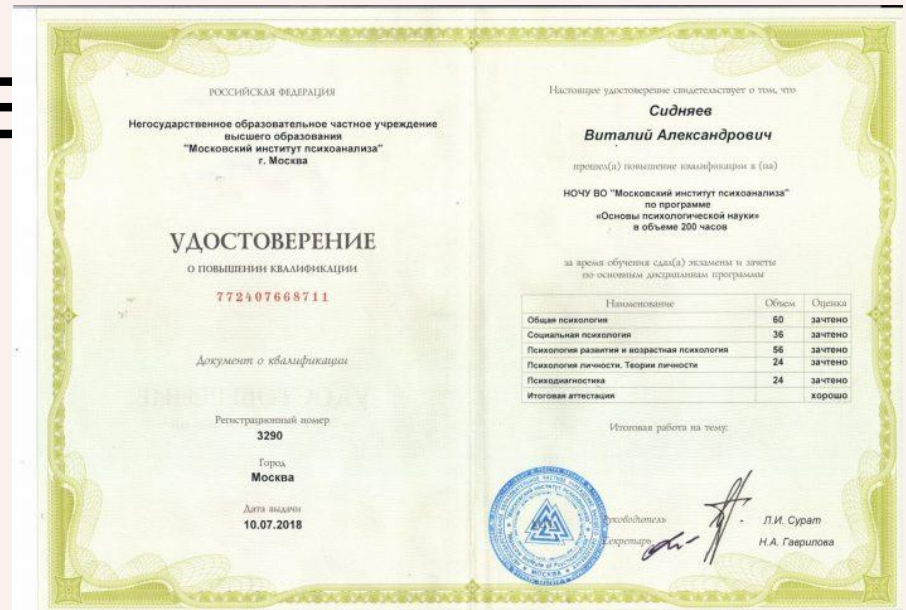 РОССИЙСКАЯ ФЕДЕРАЦИЯ
Негосударственное образовательное частное учреждение
высшего образования
"Московский институт психоанализа"
г. Москва
УДОСТОВЕРЕНИЕ
О ПОВЫШЕНИИ КВАЛИФИКАЦИИ
772407668711
Документ о квалификации
Регистрационный номер
3290
Город
Москва
Дата выдачи
10.07.2018
Настоящее удостоверение свидетельствует о том, что
Сидняев
Виталий Александрович
прошел(а) повышение квалификации в (на)
НОЧУ ВО "Московский институт психоанализа"
по программе
«Основы психологической науки»
в объеме 200 часов
за время обучения сдал(а) экзамены и зачеты
по основным дисциплинам программы
Наименование Объем Оценка
Общая психология 60 зачтено
Социальная психология 36 зачтено
Психология развития и возрастная психология 56 зачтено
Психология личности. Теории личности 24 зачтено
Психодиагностика 24 зачтено
Итоговая аттестация хорошо
Итоговая работа на тему:
Руководитель Л.И. Сурат
Секретарь Н.А. Гаврилова
МОСКВА